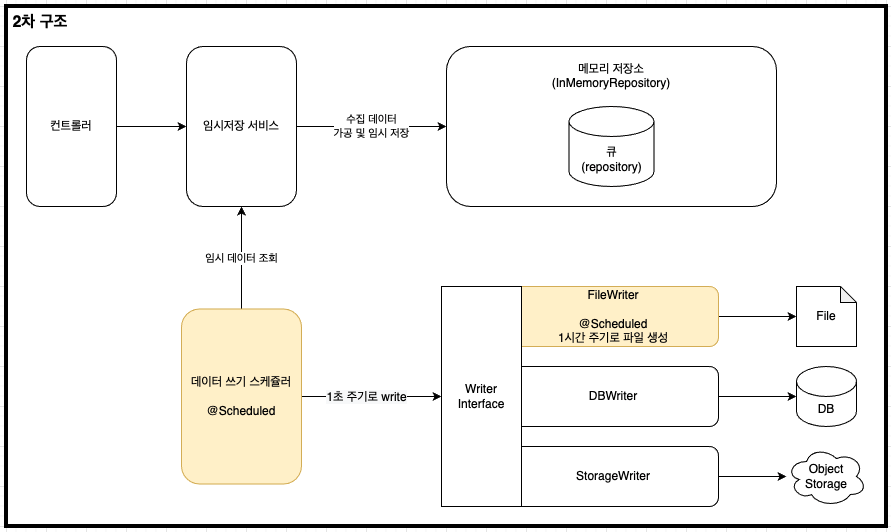 2차 구조
컨트롤러
임시저장 서비스
수집 데이터
가공 및 임시 저장
메모리 저장소
(InMemoryRepository)
큐
(repository)
임시 데이터 조회
데이터 쓰기 스케쥴러
@Scheduled
1초 주기로 write
Writer
Interface
FileWriter
@Scheduled
1시간 주기로 파일 생성
File
DBWriter
DB
StorageWriter
Object
Storage